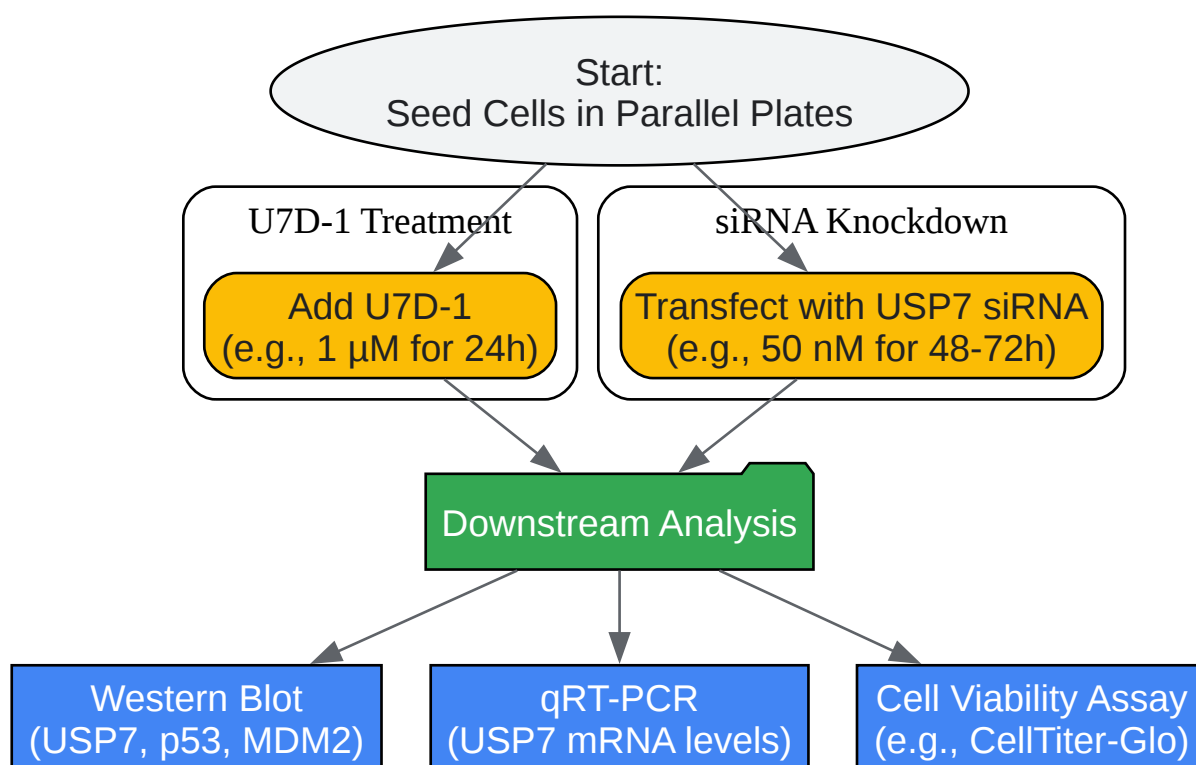 Start:
Seed Cells in Parallel Plates
U7D-1 Treatment
siRNA Knockdown
Add U7D-1
(e.g., 1 µM for 24h)
Transfect with USP7 siRNA
(e.g., 50 nM for 48-72h)
Downstream Analysis
Western Blot
(USP7, p53, MDM2)
qRT-PCR
(USP7 mRNA levels)
Cell Viability Assay
(e.g., CellTiter-Glo)